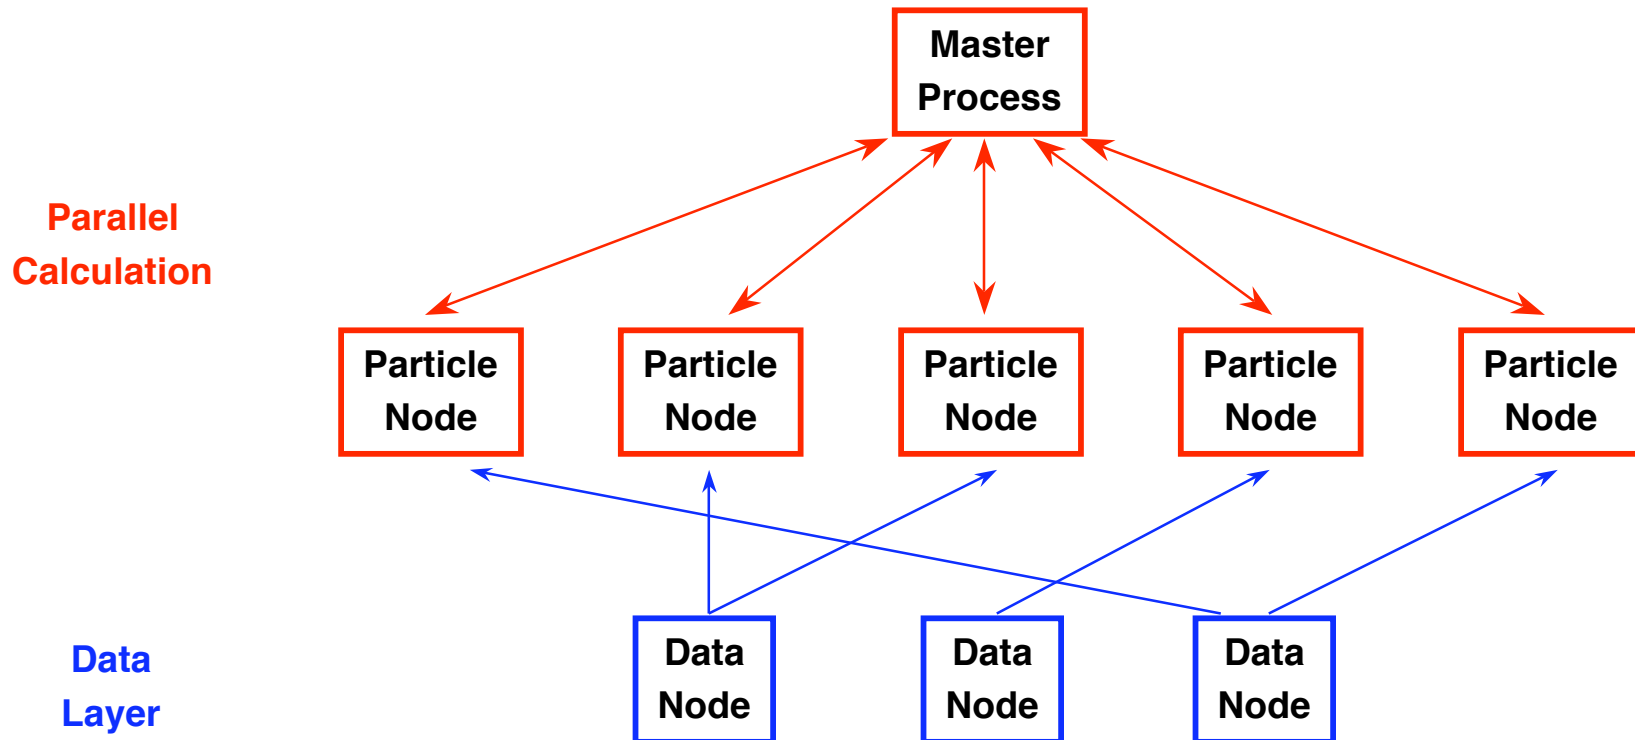 Master
Process
Parallel
Calculation
Particle
Node
Particle
Node
Particle
Node
Particle
Node
Particle
Node
Data
Layer
Data
Node
Data
Node
Data
Node